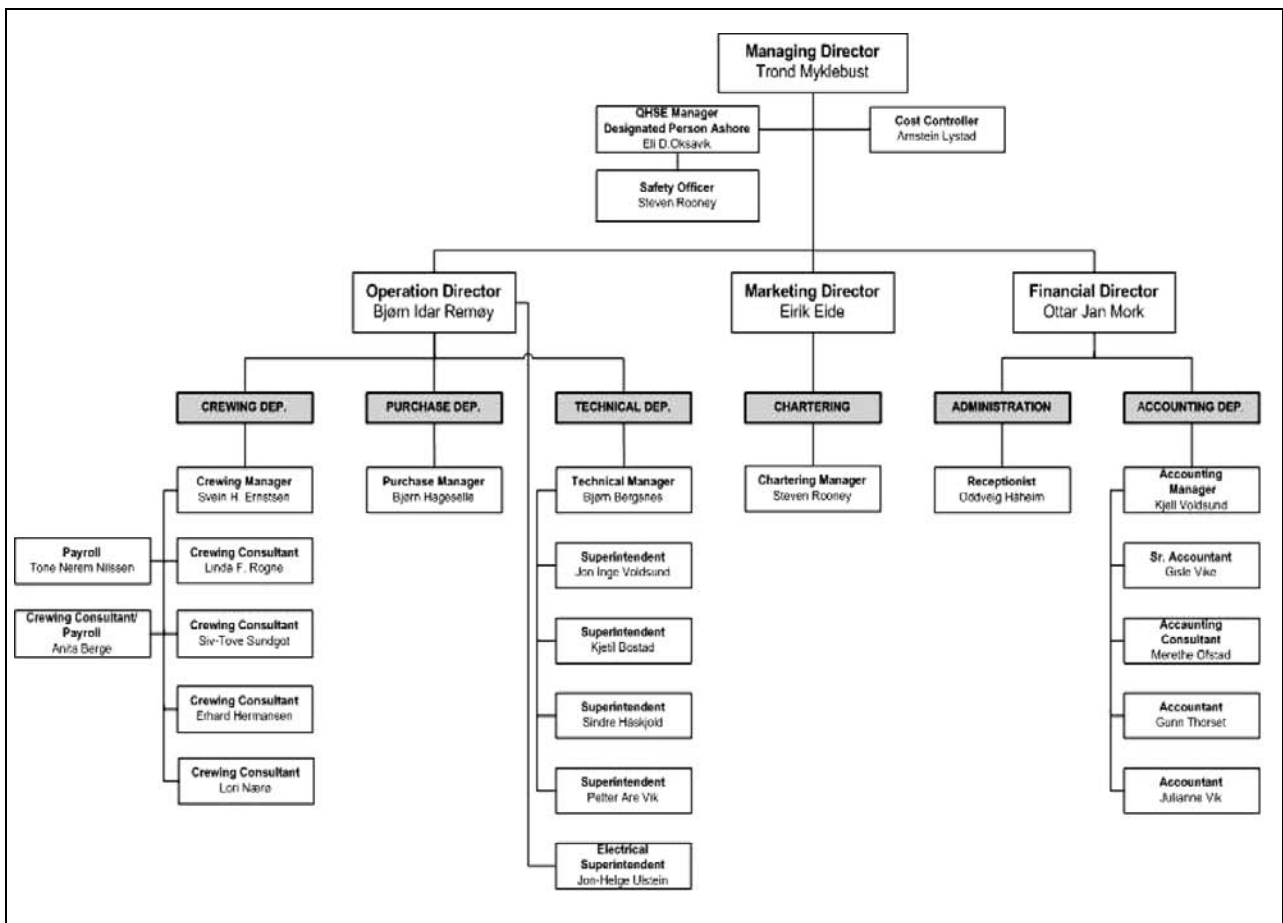 Managing Director
Trond Myklebust
QHSE Manager
Designated Person Ashore
Eli D.Oksavik
Cost Controller
Arnstein Lystad
Safety Officer
Steven Rooney
Operation Director
Bjørn Idar Remøy
Marketing Director
Eirik Eide
Financial Director
Ottar Jan Mork
CREWING DEP.
PURCHASE DEP.
TECHNICAL DEP.
CHARTERING
ADMINISTRATION
ACCOUNTING DEP.
Crewing Manager
Svein H. Ernstsen
Purchase Manager
Bjørn Hageselle
Technical Manager
Bjørn Bergsnes
Chartering Manager
Steven Rooney
Receptionist
Oddveig Håheim
Accounting
Manager
Kjell Voldsund
Payroll
Tone Nerem Nilssen
Crewing Consultant
Linda F. Rogne
Superintendent
Jon Inge Voldsund
Sr. Accountant
Gisle Vike
Crewing Consultant/
Payroll
Anita Berge
Crewing Consultant
Siv-Tove Sundgot
Superintendent
Kjetil Bostad
Accounting
Consultant
Merethe Ofstad
Crewing Consultant
Erhard Hermansen
Superintendent
Sindre Håskjold
Accountant
Gunn Thorset
Crewing Consultant
Lori Nærø
Superintendent
Petter Are Vik
Accountant
Julianne Vik
Electrical
Superintendent
Jon-Helge Ulstein